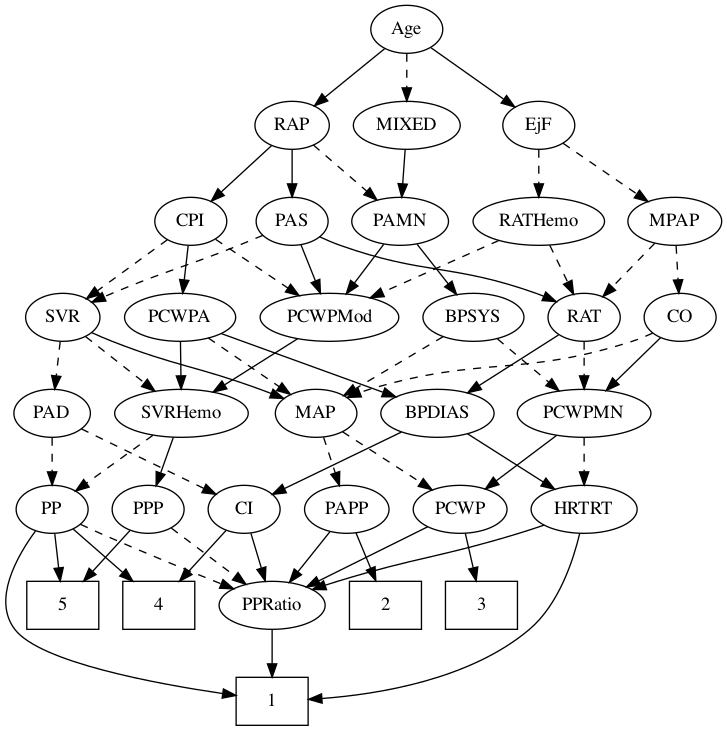 Age
RAP
MIXED
EjF
CPI
PAS
PAMN
RATHemo
MPAP
SVR
PCWPA
PCWPMod
BPSYS
RAT
CO
PAD
SVRHemo
MAP
BPDIAS
PCWPMN
PP
PPP
CI
PAPP
PCWP
HRTRT
5
4
PPRatio
2
3
1